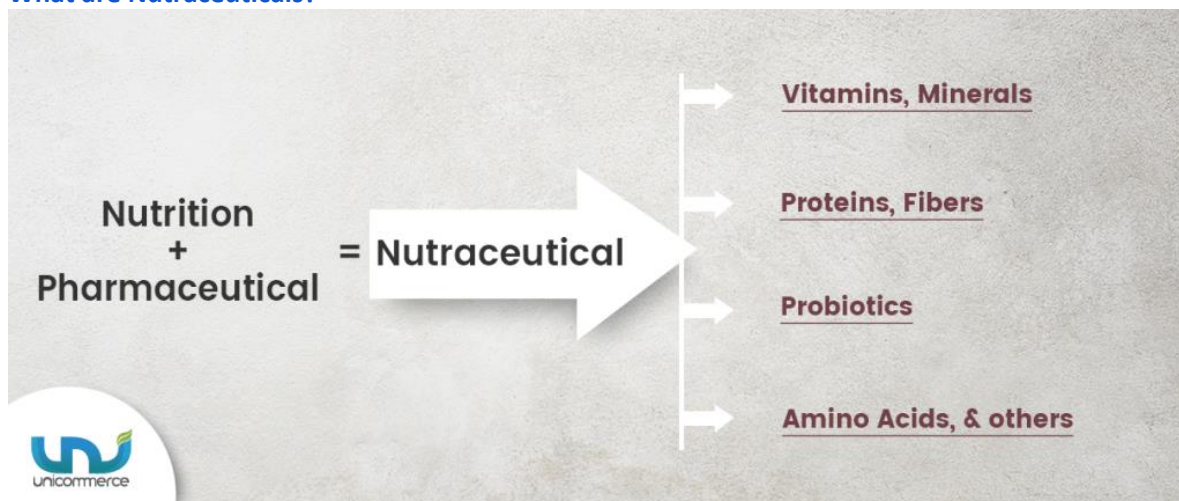 What are Nutraceuticals?
Nutrition
+
Pharmaceutical
= Nutraceutical
Vitamins, Minerals
Proteins, Fibers
Probiotics
Amino Acids, & others
unicommerce